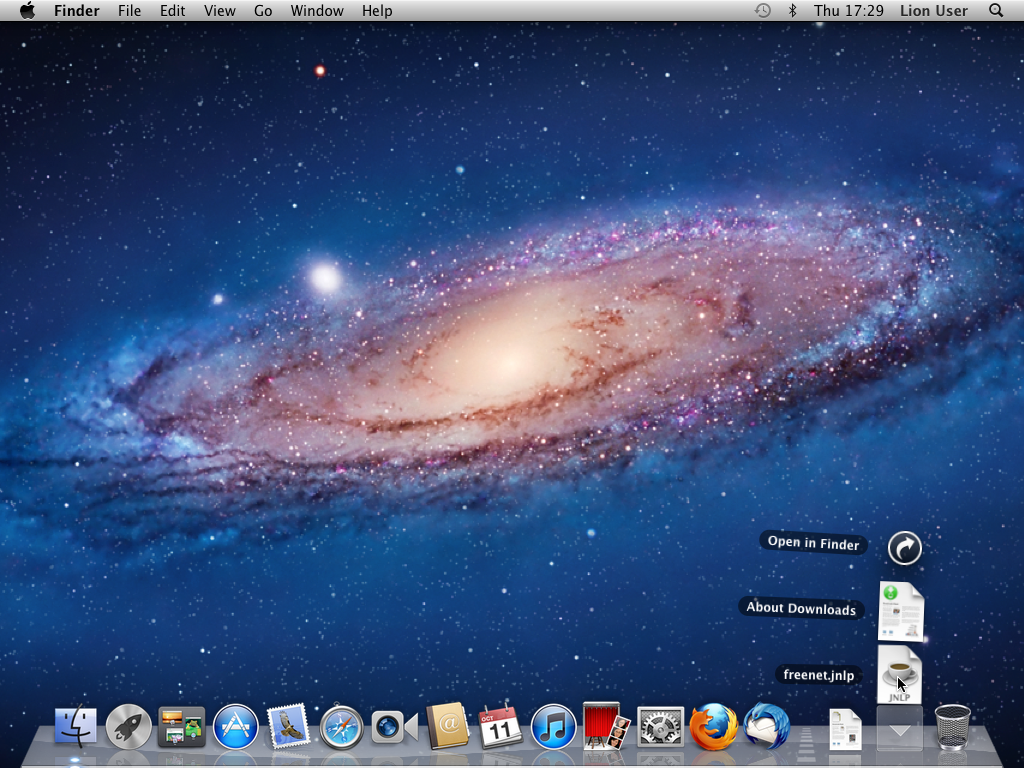 Finder File Edit View Go Window Help Thu 17:29 Lion User
Open in Finder
About Downloads
freenet.jnlp
JNLP
@
OCT
11